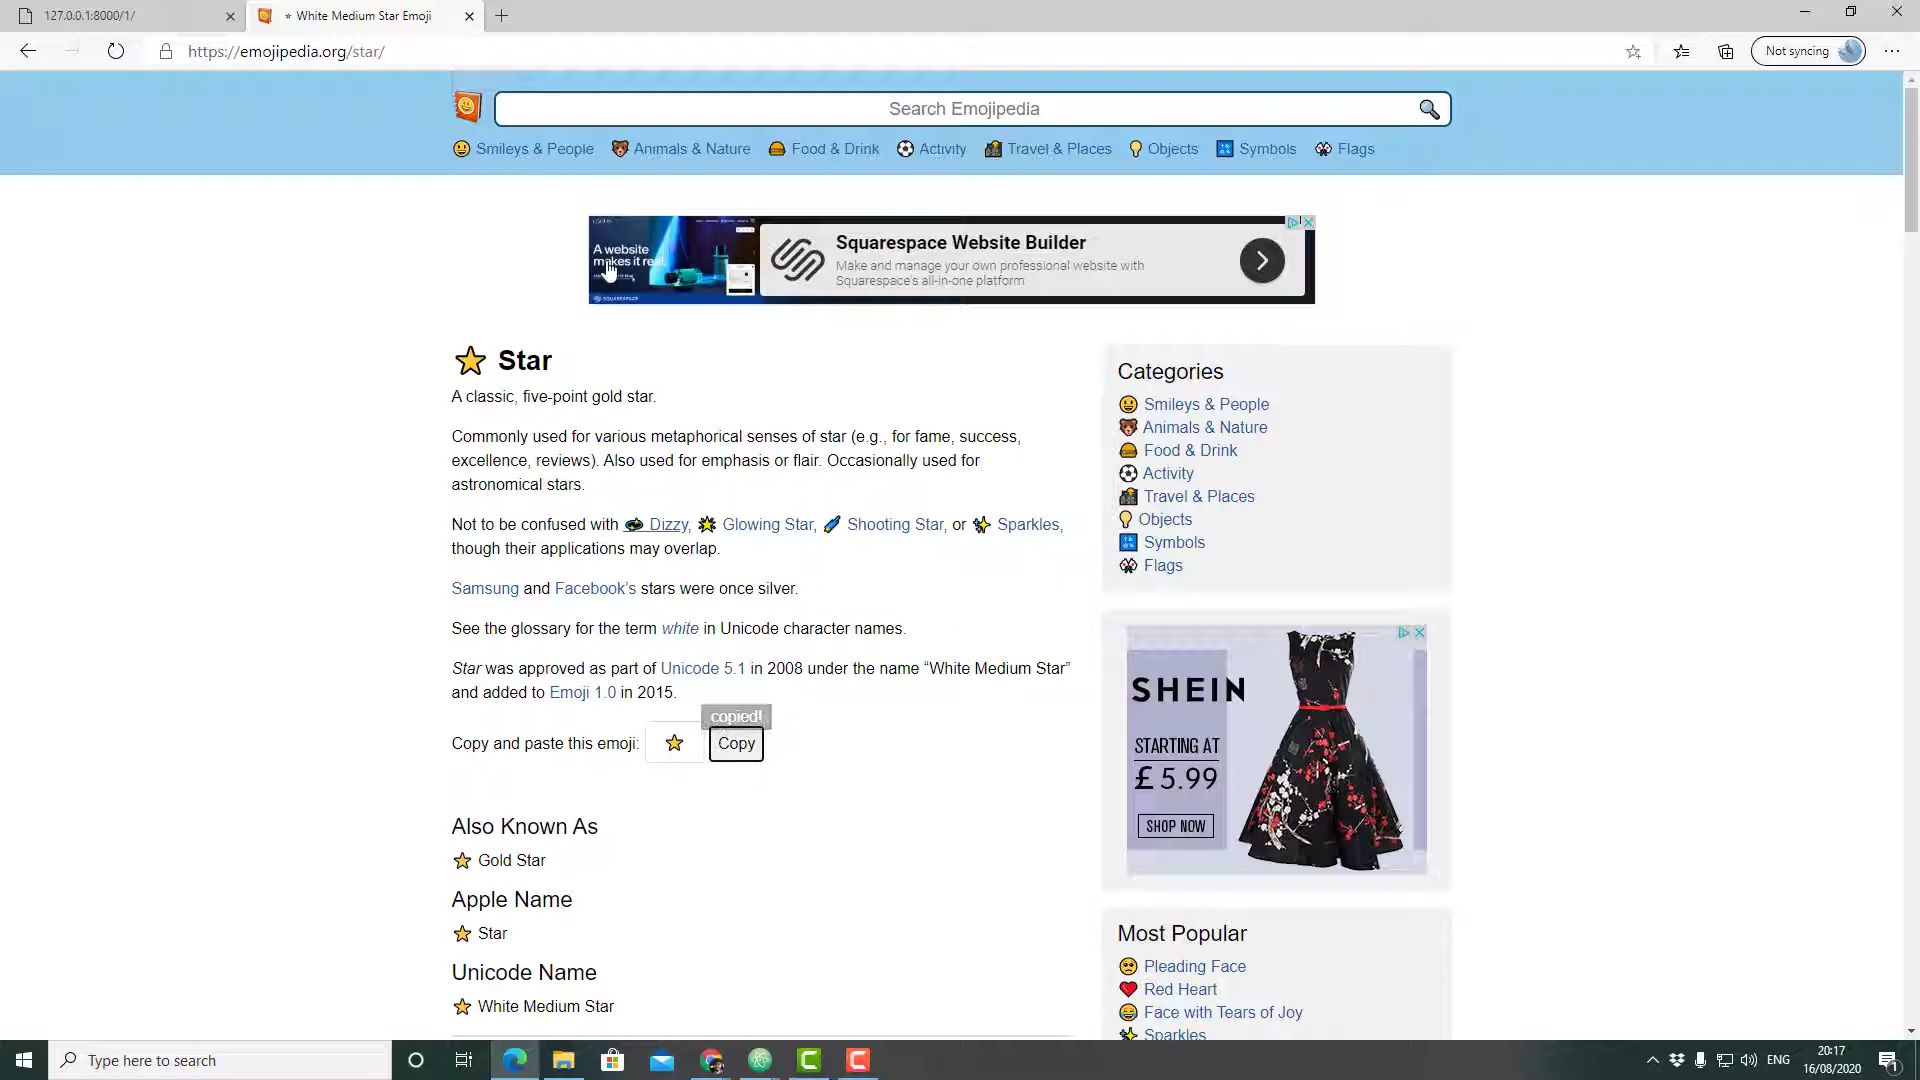 127.0.0.1:8000/1/
White Medium Star Emoji
https://emojipedia.org/star/
Not syncing
Search Emojipedia
Smileys & People
Animals & Nature
Food & Drink
Activity
Travel & Places
Objects
Symbols
Flags
A website
makes it real.
SQUARESPACE
Squarespace Website Builder
Make and manage your own professional website with
Squarespace's all-in-one platform
⭐ Star
A classic, five-point gold star.
Commonly used for various metaphorical senses of star (e.g., for fame, success,
excellence, reviews). Also used for emphasis or flair. Occasionally used for
astronomical stars.
Not to be confused with 💫 Dizzy, 🌟 Glowing Star, ☄️ Shooting Star, or ✨ Sparkles,
though their applications may overlap.
Samsung and Facebook’s stars were once silver.
See the glossary for the term white in Unicode character names.
Star was approved as part of Unicode 5.1 in 2008 under the name “White Medium Star”
and added to Emoji 1.0 in 2015.
copied!
Copy and paste this emoji: ⭐ Copy
Also Known As
⭐ Gold Star
Apple Name
⭐ Star
Unicode Name
⭐ White Medium Star
Categories
Smileys & People
Animals & Nature
Food & Drink
Activity
Travel & Places
Objects
Symbols
Flags
SHEIN
STARTING AT
£5.99
SHOP NOW
Most Popular
Pleading Face
Red Heart
Face with Tears of Joy
Sparkles
Type here to search
ENG
20:17
16/08/2020
1